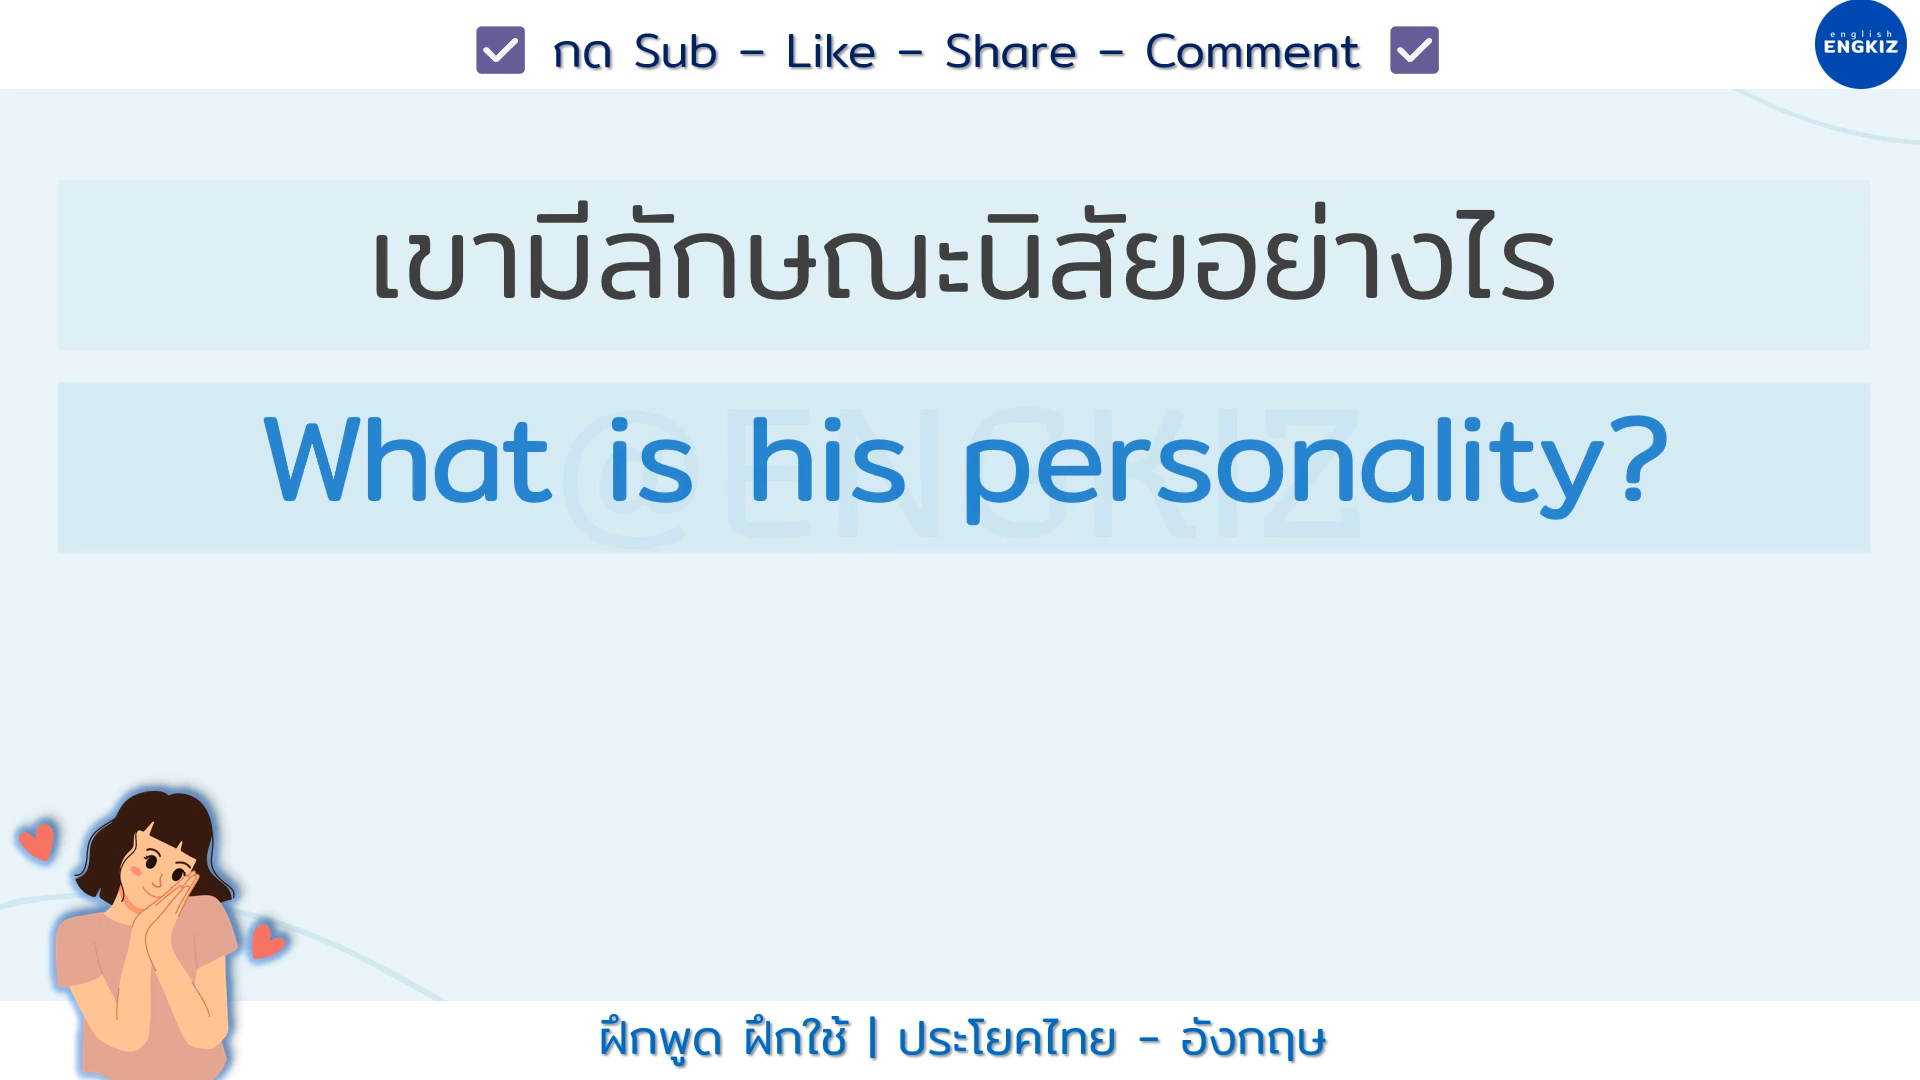 กด Sub – Like – Share – Comment
english
ENGKIZ
เขามีลักษณะนิสัยอย่างไร
What is his personality?
@ENGKIZ
ฝึกพูด ฝึกใช้ | ประโยคไทย - อังกฤษ